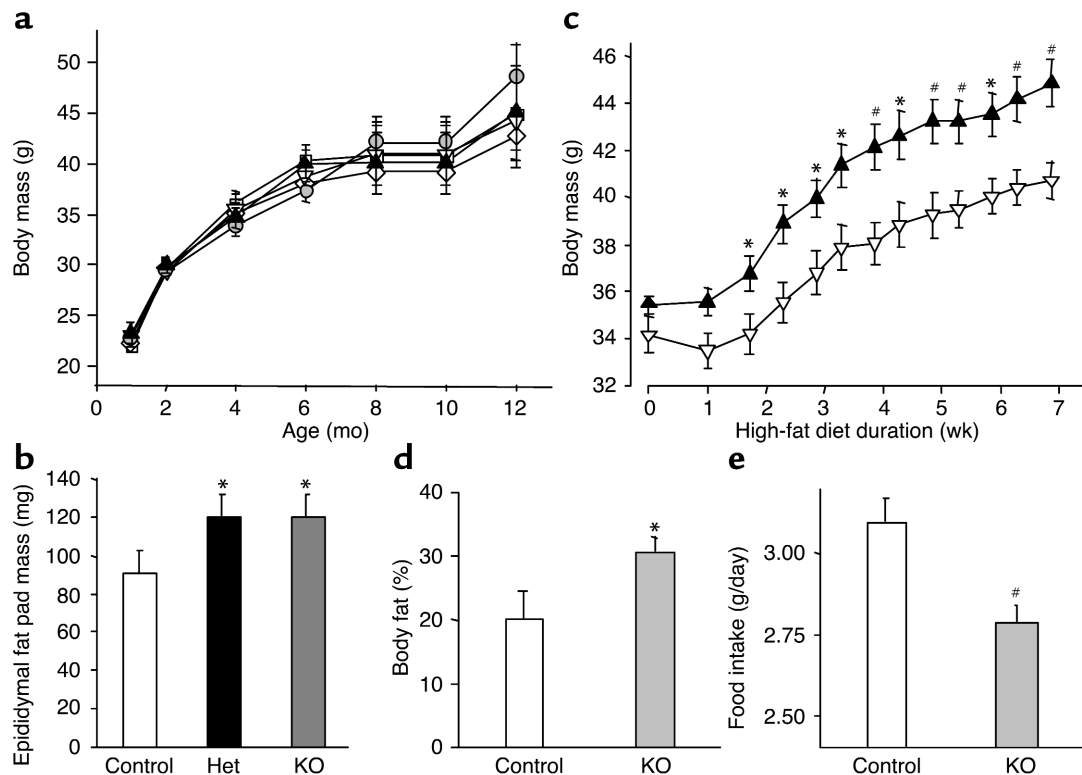 a
Body mass (g)
50
45
40
35
30
25
20
0 2 4 6 8 10 12
Age (mo)
c
Body mass (g)
46
44
42
40
38
36
34
32
* * * * # * # # * # #
0 1 2 3 4 5 6 7
High-fat diet duration (wk)
b
Epididymal fat pad mass (mg)
140
120
100
80
60
40
20
0
* *
Control Het KO
d
Body fat (%)
40
30
20
10
0
*
Control KO
e
Food intake (g/day)
3.00
2.75
2.50
#
Control KO